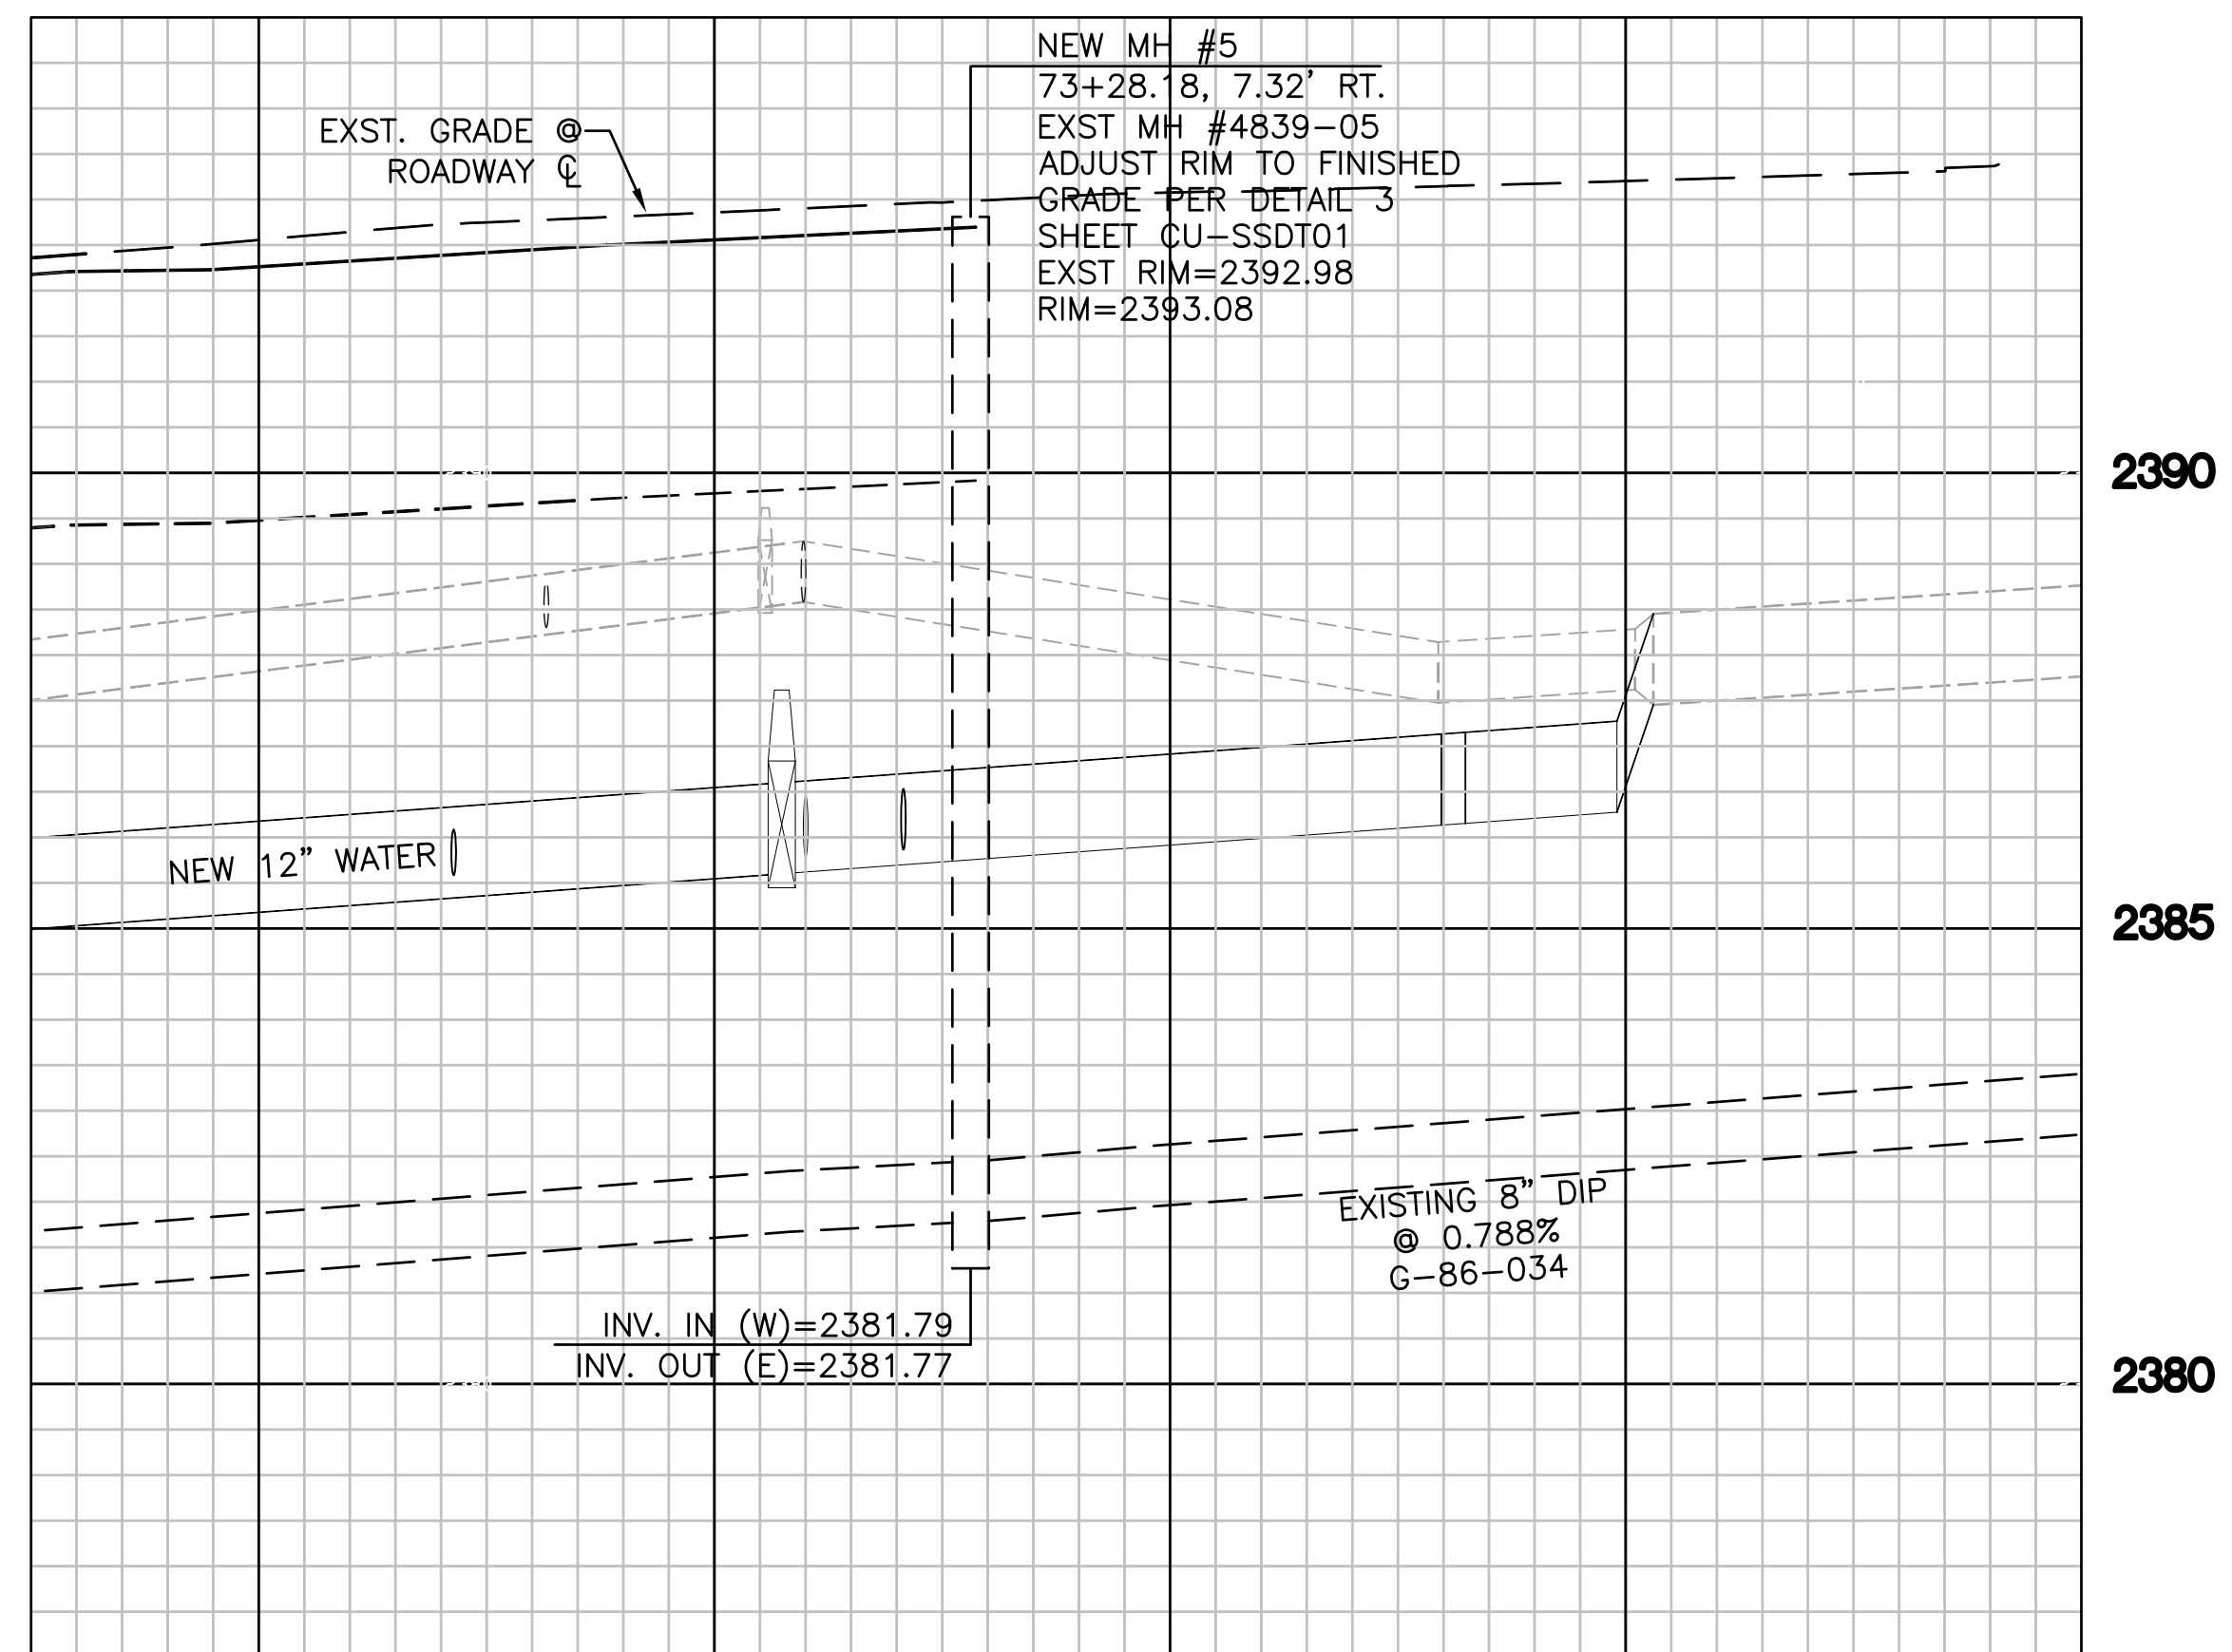 NEW MH #5
73+28.18, 7.32' RT.
EXST MH #4839-05
ADJUST RIM TO FINISHED
GRADE PER DETAIL 3
SHEET CU-SSDT01
EXST RIM=2392.98
RIM=2393.08
EXST. GRADE @
ROADWAY ℄
2390
NEW 12" WATER
2385
EXISTING 8" DIP
@ 0.788%
G-86-034
INV. IN (W)=2381.79
INV. OUT (E)=2381.77
2380